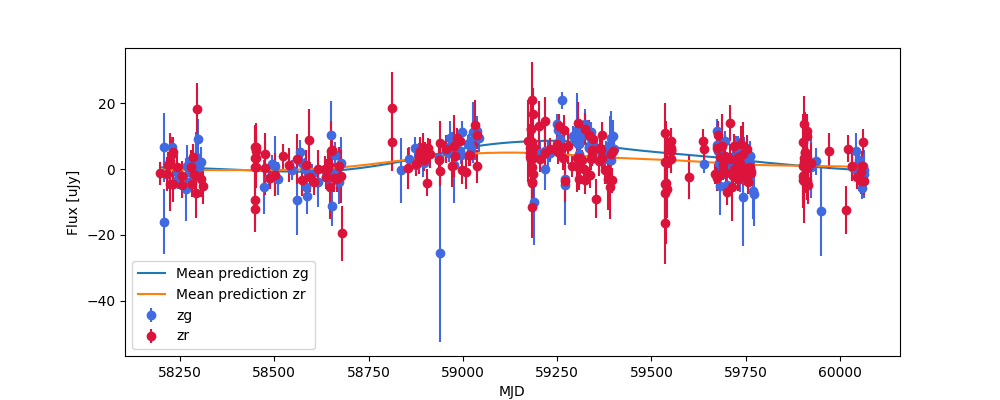 20
0
−20
−40
Flux [uJy]
Mean prediction zg
Mean prediction zr
zg
zr
58250
58500
58750
59000
59250
59500
59750
60000
MJD